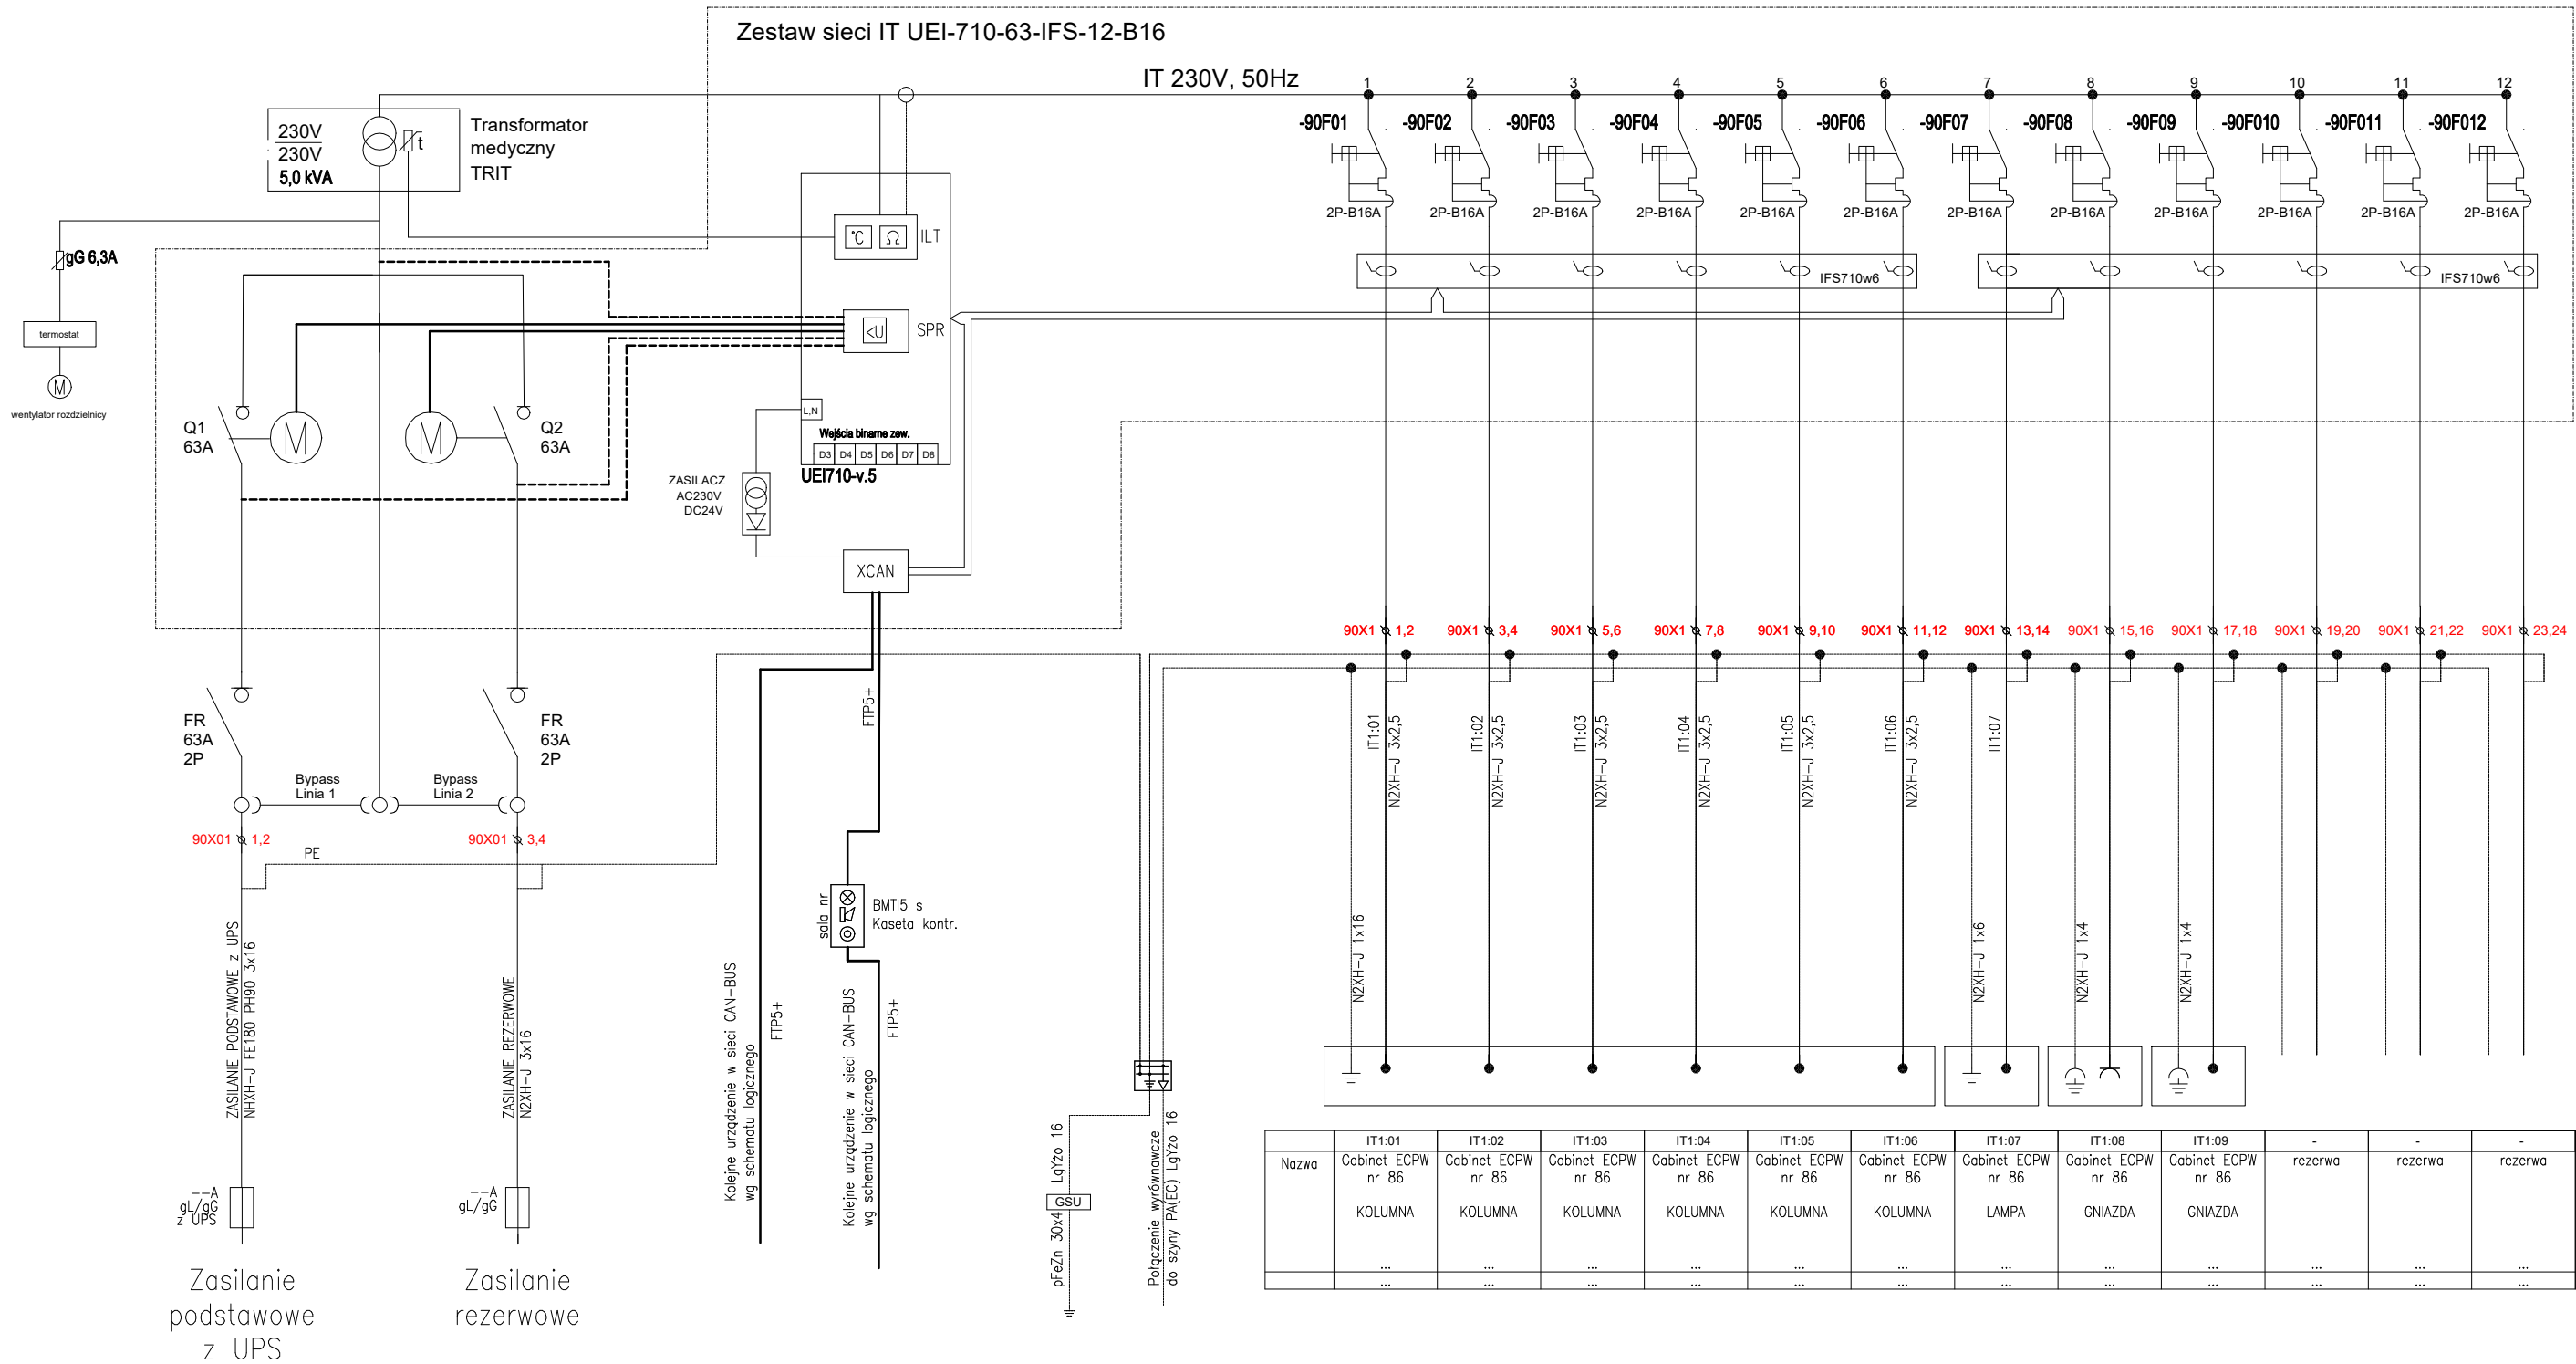 Zestaw sieci IT UEI-710-63-IFS-12-B16
IT 230V, 50Hz
1 2 3 4 5 6 7 8 9 10 11 12
-90F01 -90F02 -90F03 -90F04 -90F05 -90F06 -90F07 -90F08 -90F09 -90F010 -90F011 -90F012
2P-B16A 2P-B16A 2P-B16A 2P-B16A 2P-B16A 2P-B16A 2P-B16A 2P-B16A 2P-B16A 2P-B16A 2P-B16A 2P-B16A
IFS710w6 IFS710w6
230V
230V
5,0 kVA
t
Transformator
medyczny
TRIT
gG 6,3A
termostat
M
wentylator rozdzielnicy
°C Ω ILT
<U SPR
Q1
63A
M
M
Q2
63A
L,N
Wejścia binarne zew.
D3 D4 D5 D6 D7 D8
UEI710-v.5
ZASILACZ
AC230V
DC24V
XCAN
FR
63A
2P
FR
63A
2P
Bypass
Linia 1
Bypass
Linia 2
90X01 1,2
90X01 3,4
PE
ZASILANIE PODSTAWOWE z UPS
NHXH-J FE180 PH90 3x16
ZASILANIE REZERWOWE
N2XH-J 3x16
--A
gL/gG
z UPS
--A
gL/gG
Zasilanie
podstawowe
z UPS
Zasilanie
rezerwowe
FTP5+
sala nr
BMTI5 s
Kaseta kontr.
Kolejne urządzenie w sieci CAN-BUS
wg schematu logicznego
FTP5+
Kolejne urządzenie w sieci CAN-BUS
wg schematu logicznego
FTP5+
LgYżo 16
GSU
pFeZn 30x4
Połączenie wyrównawcze
do szyny PA(EC) LgYżo 16
90X1 1,2 90X1 3,4 90X1 5,6 90X1 7,8 90X1 9,10 90X1 11,12 90X1 13,14 90X1 15,16 90X1 17,18 90X1 19,20 90X1 21,22 90X1 23,24
IT1:01
N2XH-J 3x2,5
IT1:02
N2XH-J 3x2,5
IT1:03
N2XH-J 3x2,5
IT1:04
N2XH-J 3x2,5
IT1:05
N2XH-J 3x2,5
IT1:06
N2XH-J 3x2,5
IT1:07
N2XH-J 1x16
N2XH-J 1x6
N2XH-J 1x4
N2XH-J 1x4
IT1:01 IT1:02 IT1:03 IT1:04 IT1:05 IT1:06 IT1:07 IT1:08 IT1:09 - - -
Nazwa Gabinet ECPW Gabinet ECPW Gabinet ECPW Gabinet ECPW Gabinet ECPW Gabinet ECPW Gabinet ECPW Gabinet ECPW Gabinet ECPW rezerwa rezerwa rezerwa
nr 86 nr 86 nr 86 nr 86 nr 86 nr 86 nr 86 nr 86 nr 86
KOLUMNA KOLUMNA KOLUMNA KOLUMNA KOLUMNA KOLUMNA LAMPA GNIAZDA GNIAZDA
... ... ... ... ... ... ... ... ... ... ... ...
... ... ... ... ... ... ... ... ... ... ... ...